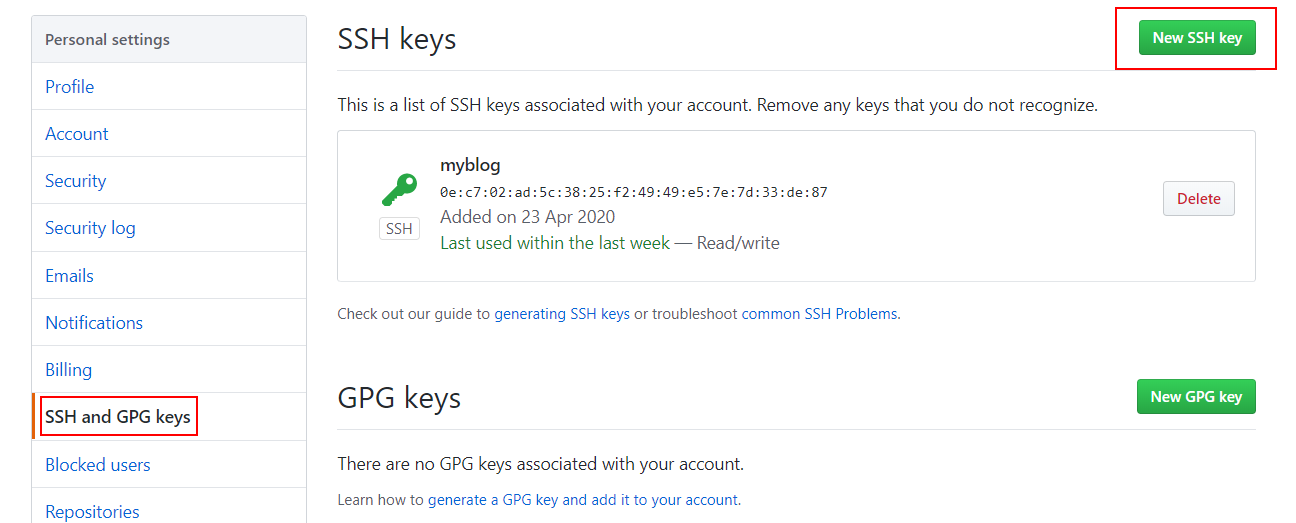 Personal settings
Profile
Account
Security
Security log
Emails
Notifications
Billing
SSH and GPG keys
Blocked users
Repositories
SSH keys
New SSH key
This is a list of SSH keys associated with your account. Remove any keys that you do not recognize.
myblog
0e:c7:02:ad:5c:38:25:f2:49:49:e5:7e:7d:33:de:87
Added on 23 Apr 2020
Last used within the last week — Read/write
SSH
Delete
Check out our guide to generating SSH keys or troubleshoot common SSH Problems.
GPG keys
New GPG key
There are no GPG keys associated with your account.
Learn how to generate a GPG key and add it to your account.